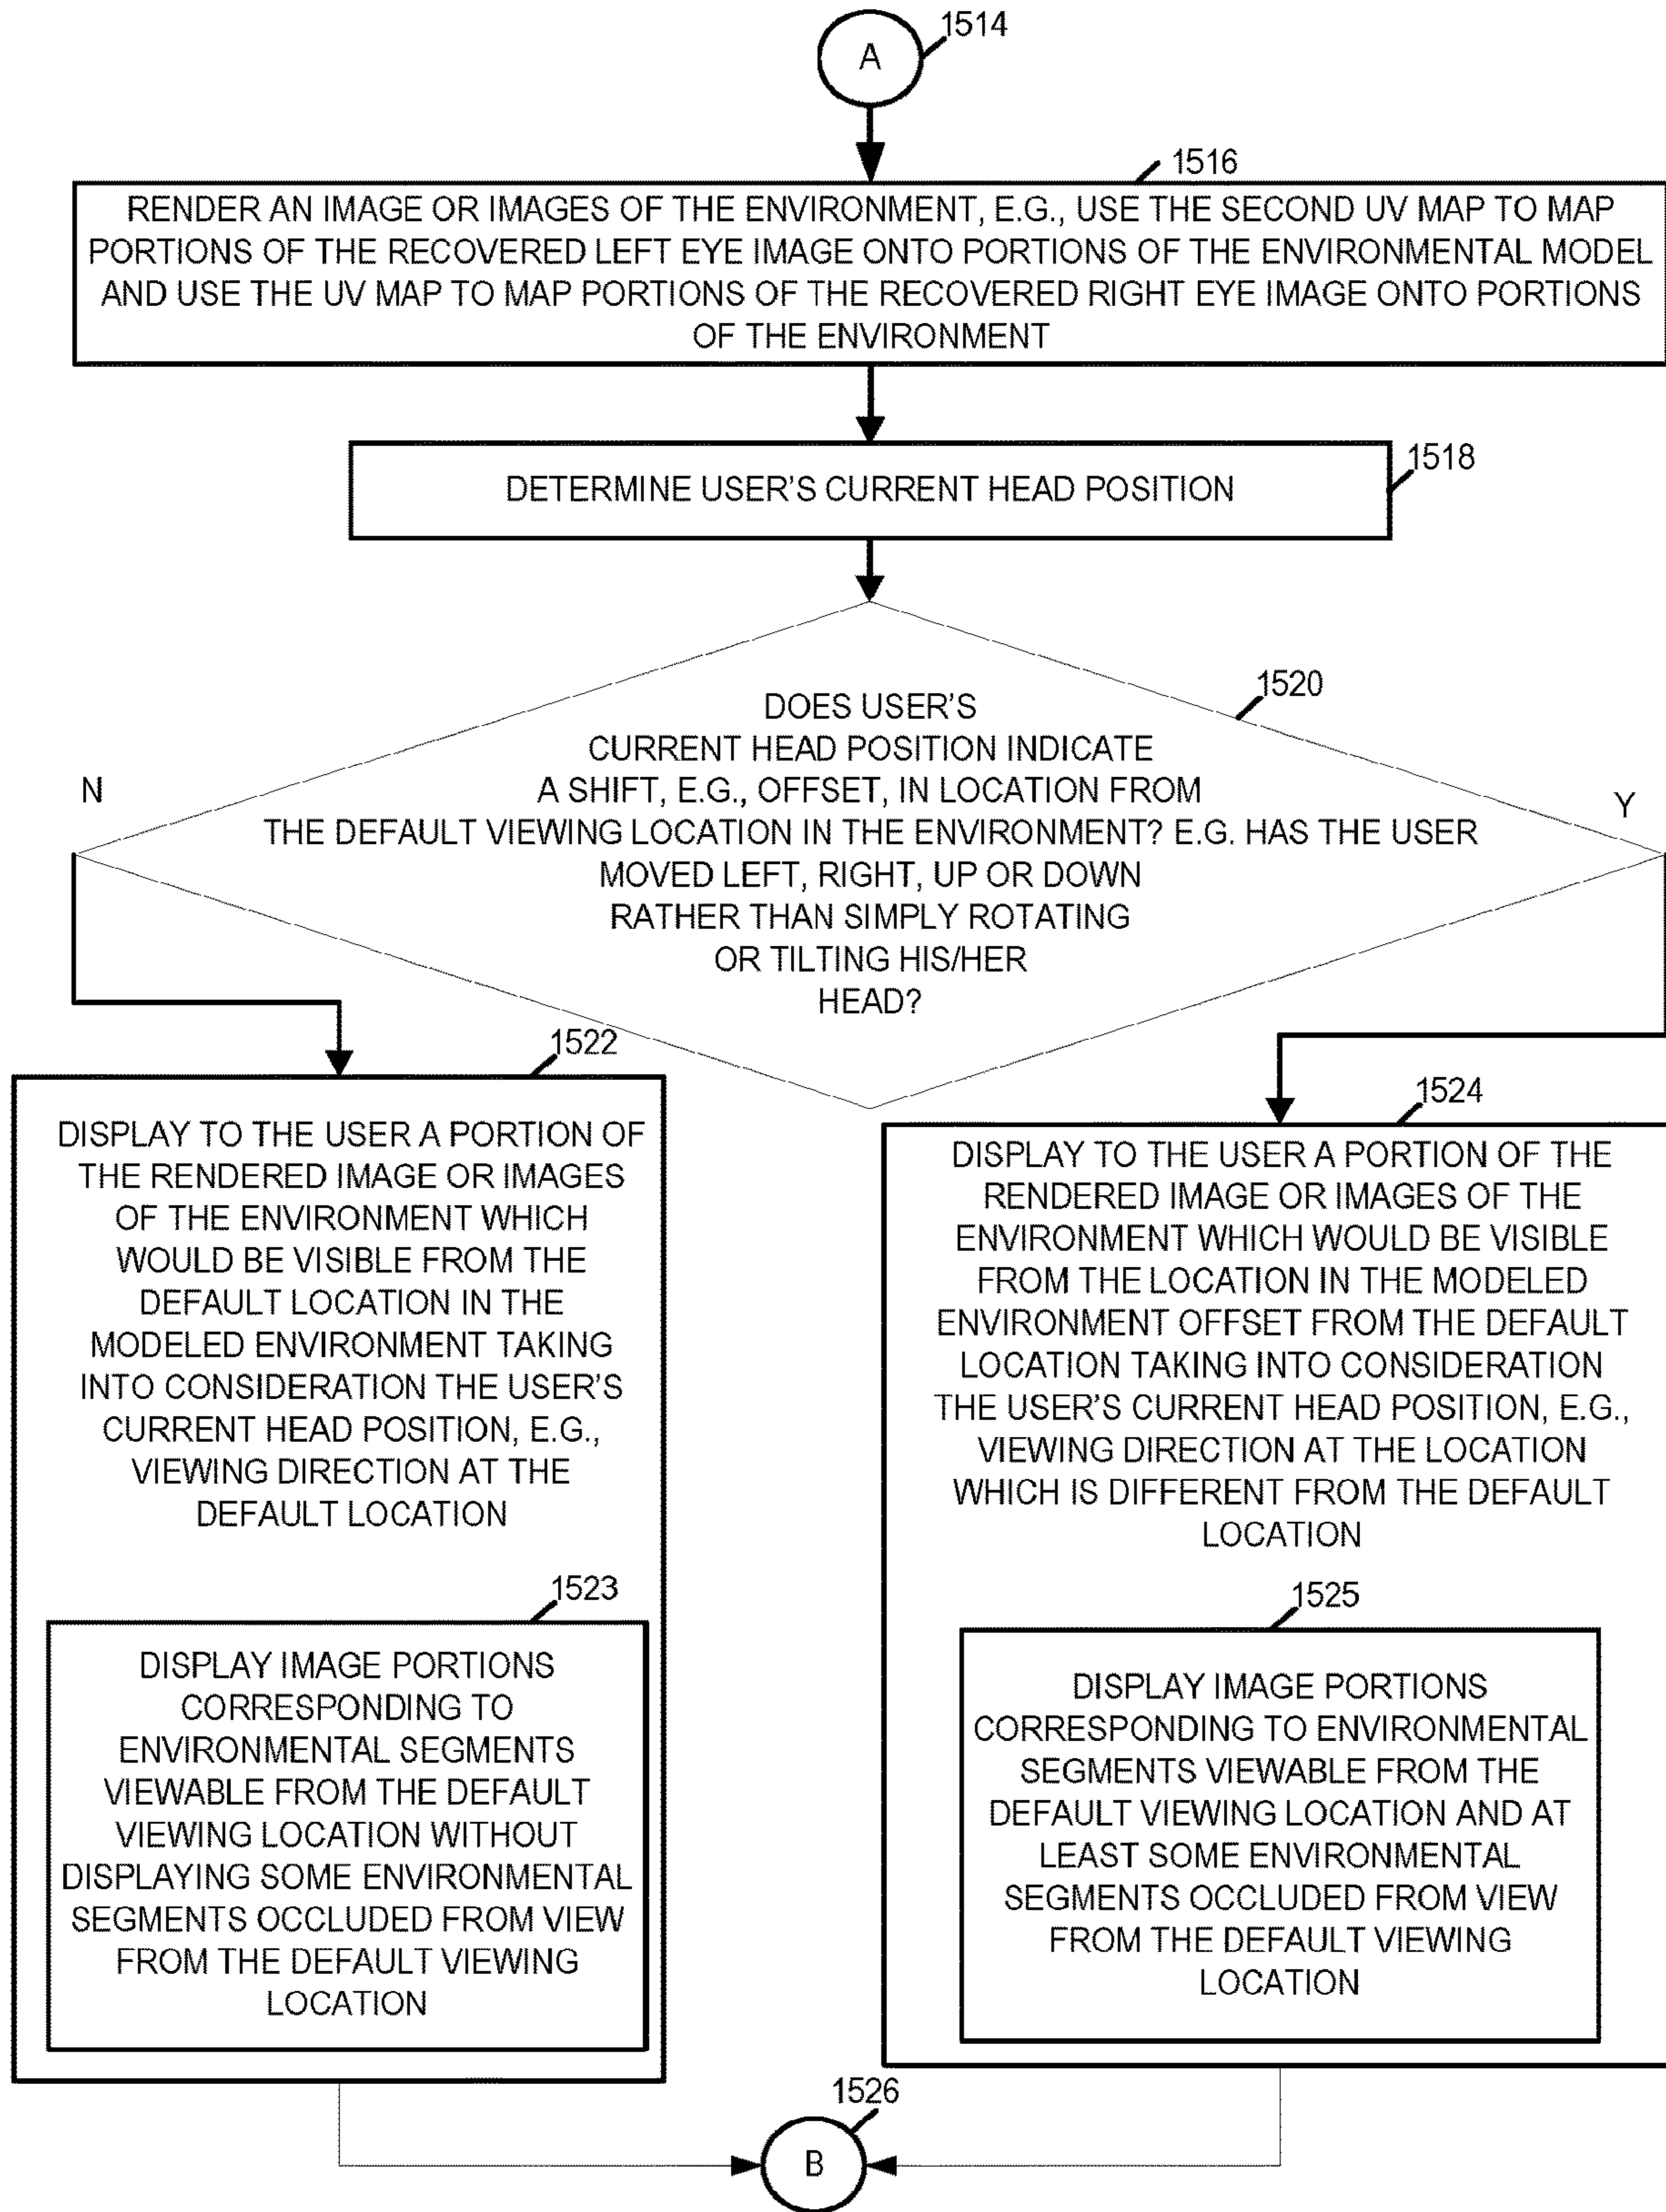 A
1514
1516
RENDER AN IMAGE OR IMAGES OF THE ENVIRONMENT, E.G., USE THE SECOND UV MAP TO MAP
PORTIONS OF THE RECOVERED LEFT EYE IMAGE ONTO PORTIONS OF THE ENVIRONMENTAL MODEL
AND USE THE UV MAP TO MAP PORTIONS OF THE RECOVERED RIGHT EYE IMAGE ONTO PORTIONS
OF THE ENVIRONMENT
1518
DETERMINE USER'S CURRENT HEAD POSITION
1520
DOES USER'S
CURRENT HEAD POSITION INDICATE
A SHIFT, E.G., OFFSET, IN LOCATION FROM
THE DEFAULT VIEWING LOCATION IN THE ENVIRONMENT? E.G. HAS THE USER
MOVED LEFT, RIGHT, UP OR DOWN
RATHER THAN SIMPLY ROTATING
OR TILTING HIS/HER
HEAD?
N
Y
1522
DISPLAY TO THE USER A PORTION OF
THE RENDERED IMAGE OR IMAGES
OF THE ENVIRONMENT WHICH
WOULD BE VISIBLE FROM THE
DEFAULT LOCATION IN THE
MODELED ENVIRONMENT TAKING
INTO CONSIDERATION THE USER'S
CURRENT HEAD POSITION, E.G.,
VIEWING DIRECTION AT THE
DEFAULT LOCATION
1523
DISPLAY IMAGE PORTIONS
CORRESPONDING TO
ENVIRONMENTAL SEGMENTS
VIEWABLE FROM THE DEFAULT
VIEWING LOCATION WITHOUT
DISPLAYING SOME ENVIRONMENTAL
SEGMENTS OCCLUDED FROM VIEW
FROM THE DEFAULT VIEWING
LOCATION
1524
DISPLAY TO THE USER A PORTION OF THE
RENDERED IMAGE OR IMAGES OF THE
ENVIRONMENT WHICH WOULD BE VISIBLE
FROM THE LOCATION IN THE MODELED
ENVIRONMENT OFFSET FROM THE DEFAULT
LOCATION TAKING INTO CONSIDERATION
THE USER'S CURRENT HEAD POSITION, E.G.,
VIEWING DIRECTION AT THE LOCATION
WHICH IS DIFFERENT FROM THE DEFAULT
LOCATION
1525
DISPLAY IMAGE PORTIONS
CORRESPONDING TO ENVIRONMENTAL
SEGMENTS VIEWABLE FROM THE
DEFAULT VIEWING LOCATION AND AT
LEAST SOME ENVIRONMENTAL
SEGMENTS OCCLUDED FROM VIEW
FROM THE DEFAULT VIEWING
LOCATION
1526
B